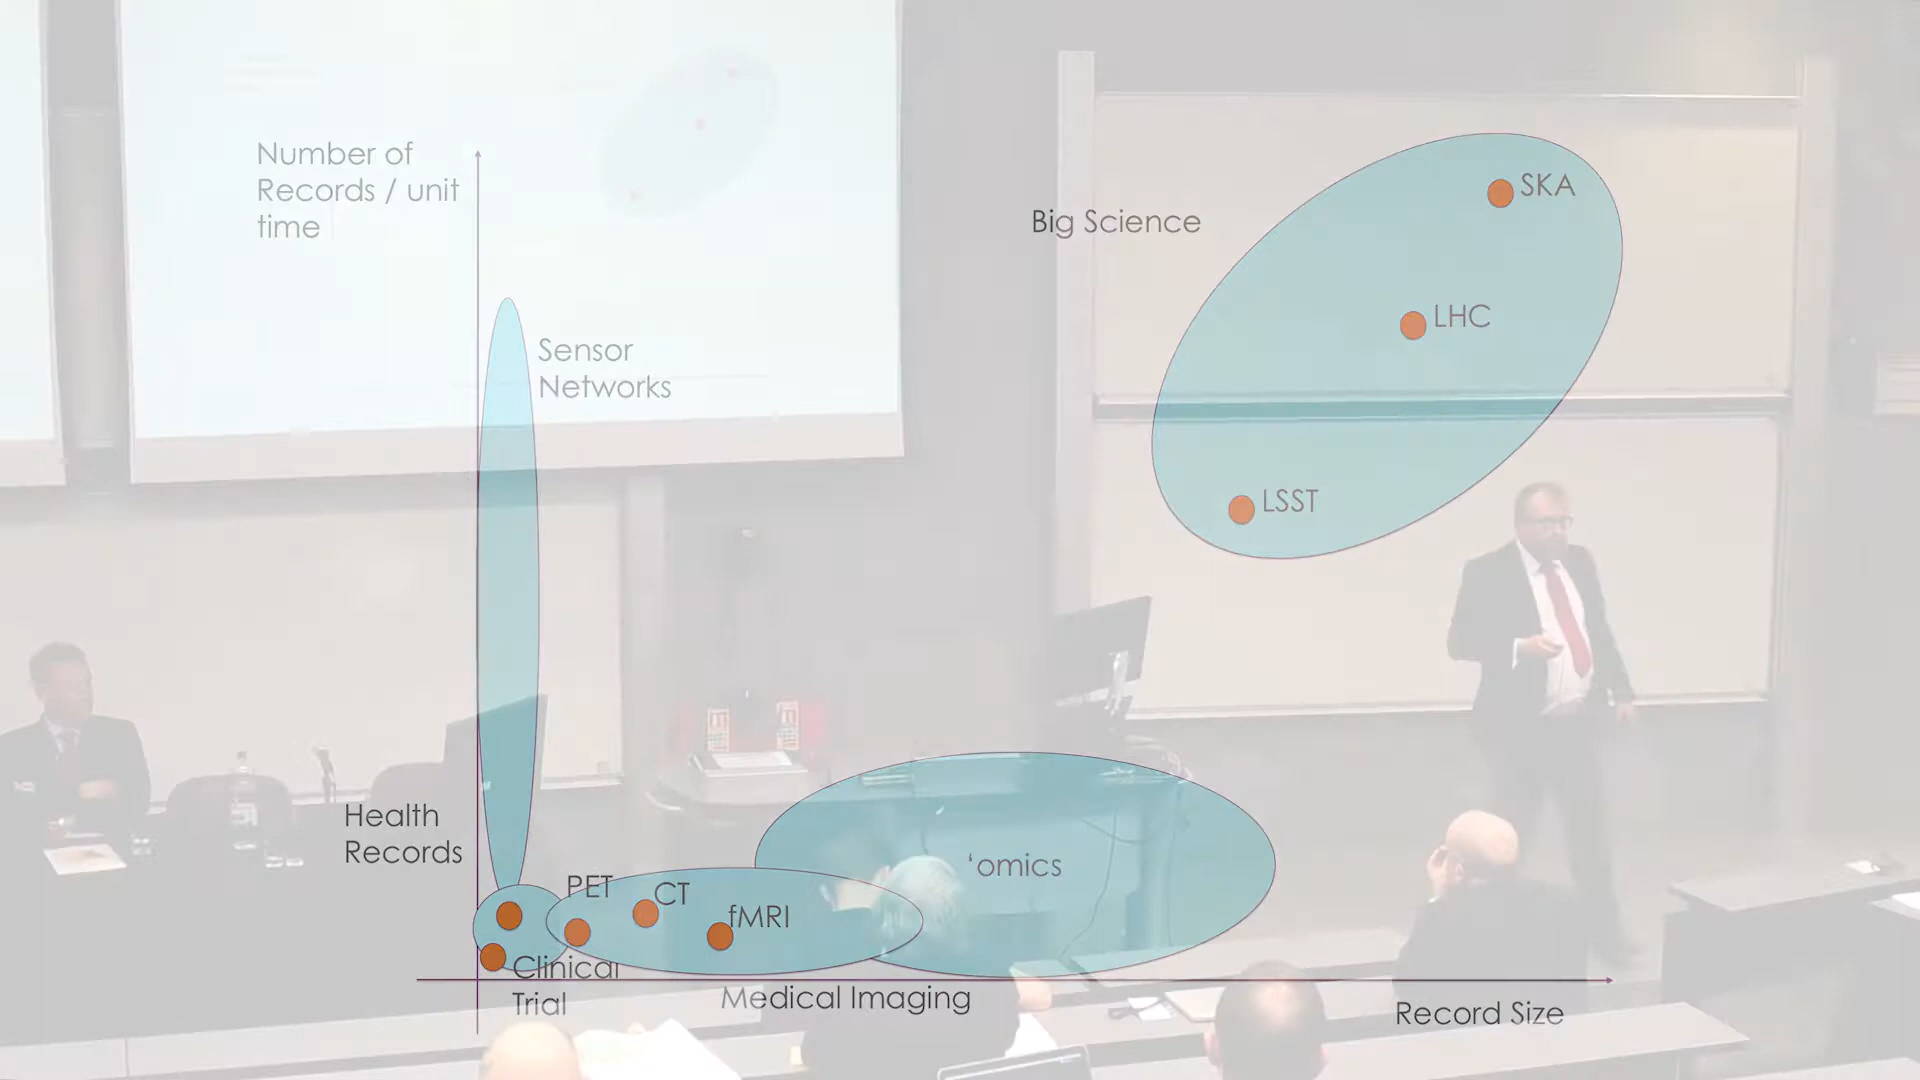 Number of
Records / unit
time
SKA
Big Science
LHC
Sensor
Networks
LSST
Health
Records
PET
CT
'omics
fMRI
Clinical
Trial
Medical Imaging
Record Size